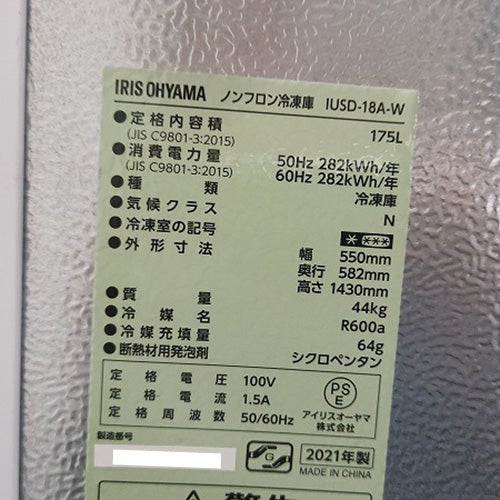 IRIS OHYAMA ノンフロン冷凍庫 IUSD-18A-W
●定格内容積 175L
(JIS C9801-3:2015)
●消費電力量 50Hz 282kWh/年
(JIS C9801-3:2015) 60Hz 282kWh/年
●種類 冷凍庫
●気候クラス N
●冷凍室の記号
●外形寸法 幅 550mm
奥行 582mm
高さ 1430mm
●質量 44kg
●冷媒名 R600a
●冷媒充填量 64g
●断熱材用発泡剤 シクロペンタン
定格電圧 100V
定格電流 1.5A
定格周波数 50/60Hz
PS
E
アイリスオーヤマ
株式会社
製造番号
G
2021年製
MADE IN CHINA